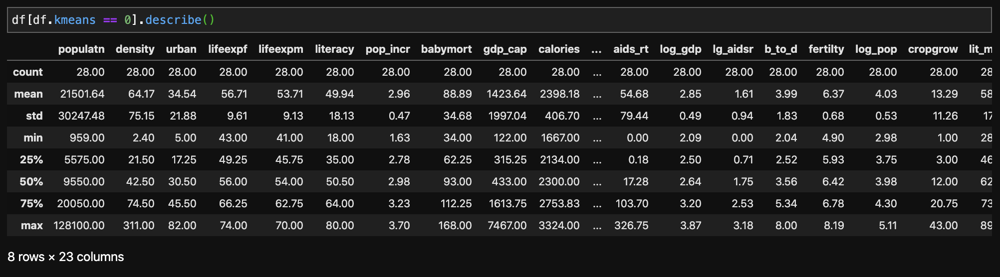 df[df.kmeans == 0].describe()
populatn density urban lifeexpf lifeexpm literacy pop_incr babymort gdp_cap calories ... aids_rt log_gdp lg_aidsr b_to_d fertilty log_pop cropgrow lit_m
count 28.00 28.00 28.00 28.00 28.00 28.00 28.00 28.00 28.00 28.00 ... 28.00 28.00 28.00 28.00 28.00 28.00 28.00 28
mean 21501.64 64.17 34.54 56.71 53.71 49.94 2.96 88.89 1423.64 2398.18 ... 54.68 2.85 1.61 3.99 6.37 4.03 13.29 58
std 30247.48 75.15 21.88 9.61 9.13 18.13 0.47 34.68 1997.04 406.70 ... 79.44 0.49 0.94 1.83 0.68 0.53 11.26 17
min 959.00 2.40 5.00 43.00 41.00 18.00 1.63 34.00 122.00 1667.00 ... 0.00 2.09 0.00 2.04 4.90 2.98 1.00 28
25% 5575.00 21.50 17.25 49.25 45.75 35.00 2.78 62.25 315.25 2134.00 ... 0.18 2.50 0.71 2.52 5.93 3.75 3.00 46
50% 9550.00 42.50 30.50 56.00 54.00 50.50 2.98 93.00 433.00 2300.00 ... 17.28 2.64 1.75 3.56 6.42 3.98 12.00 62
75% 20050.00 74.50 45.50 66.25 62.75 64.00 3.23 112.25 1613.75 2753.83 ... 103.70 3.20 2.53 5.34 6.78 4.30 20.75 73
max 128100.00 311.00 82.00 74.00 70.00 80.00 3.70 168.00 7467.00 3324.00 ... 326.75 3.87 3.18 8.00 8.19 5.11 43.00 89
8 rows × 23 columns